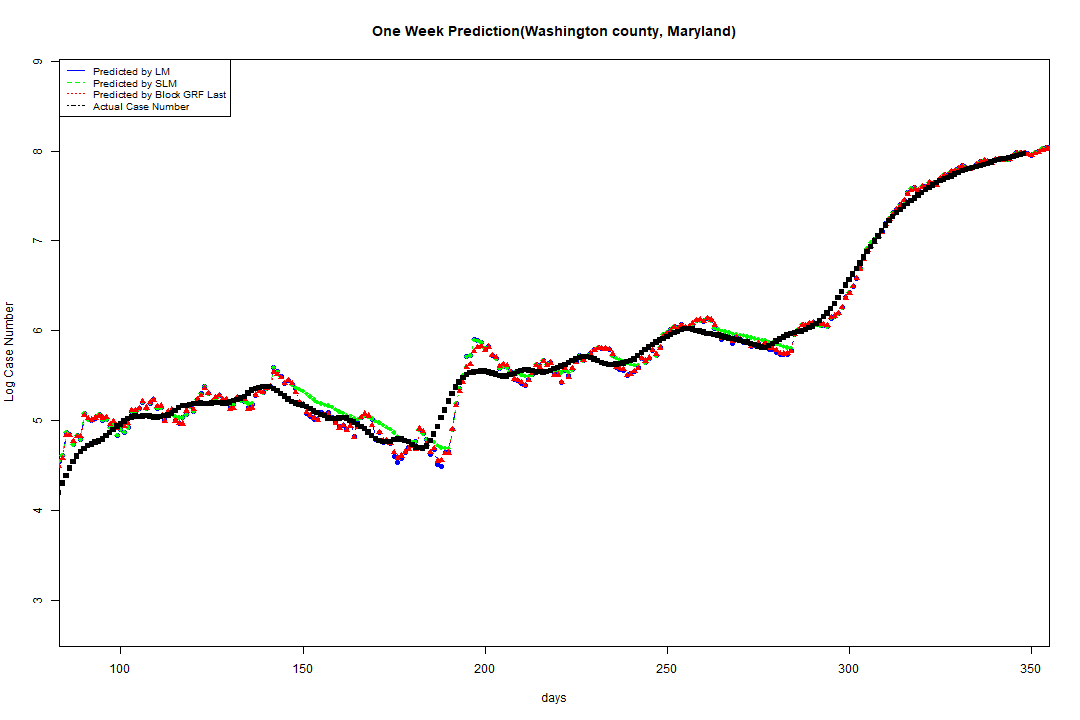 One Week Prediction(Washington county, Maryland)
Predicted by LM
Predicted by SLM
Predicted by Block GRF Last
Actual Case Number
9
8
7
6
5
4
3
Log Case Number
100 150 200 250 300 350
days